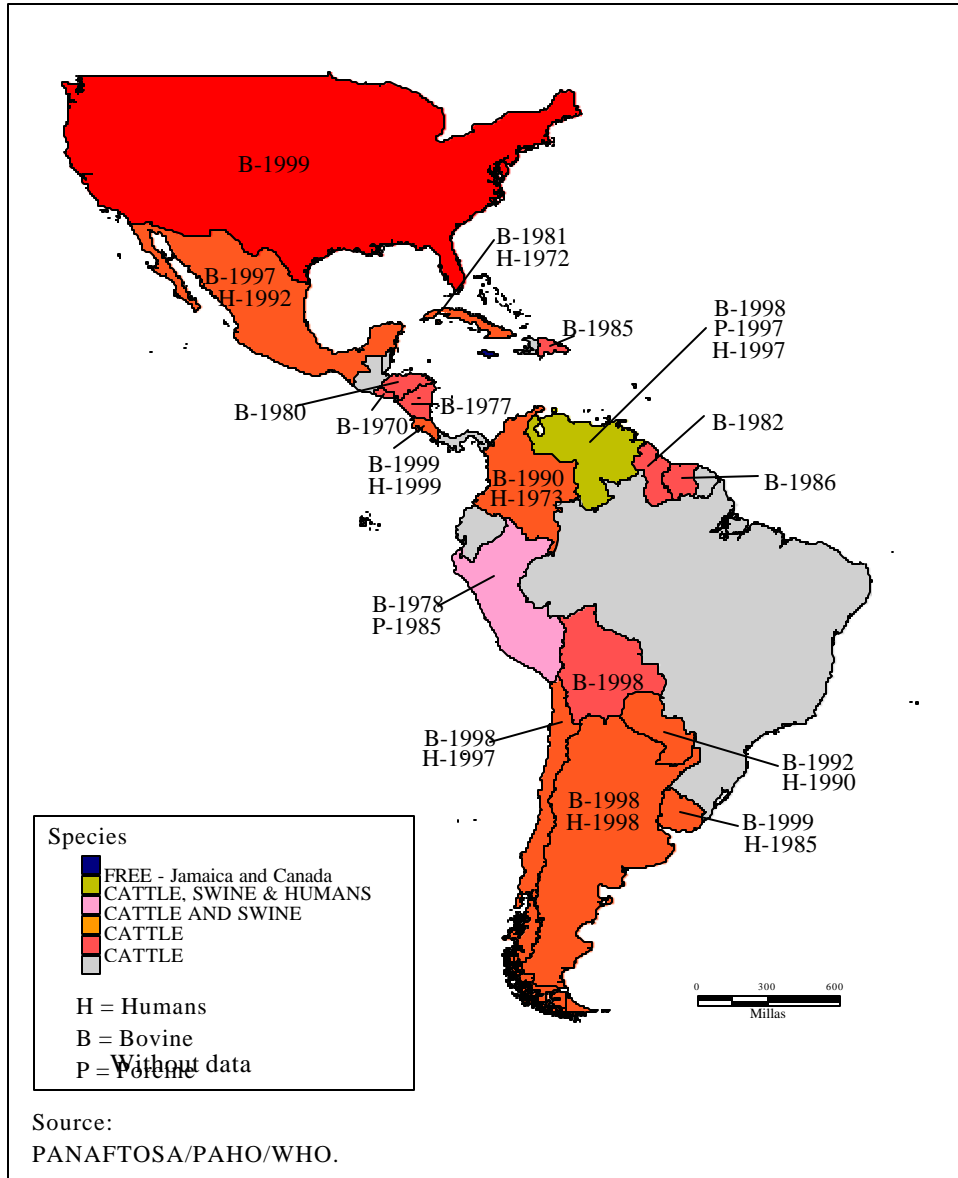 B-1999
B-1981
H-1972
B-1997
H-1992
B-1998
P-1997
H-1997
B-1985
B-1980
B-1970
B-1977
B-1982
B-1999
H-1999
B-1990
H-1973
B-1986
B-1978
P-1985
B-1998
B-1998
H-1997
B-1992
H-1990
B-1998
H-1998
B-1999
H-1985
Species
FREE - Jamaica and Canada
CATTLE, SWINE & HUMANS
CATTLE AND SWINE
CATTLE
CATTLE
H = Humans
B = Bovine
Without data
P = Porcine
0 300 600
Millas
Source:
PANAFTOSA/PAHO/WHO.